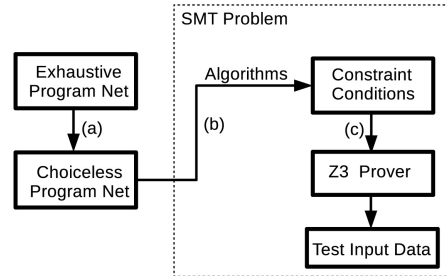 SMT Problem
Exhaustive
Program Net
(a)
Choiceless
Program Net
Algorithms
(b)
Constraint
Conditions
(c)
Z3 Prover
Test Input Data